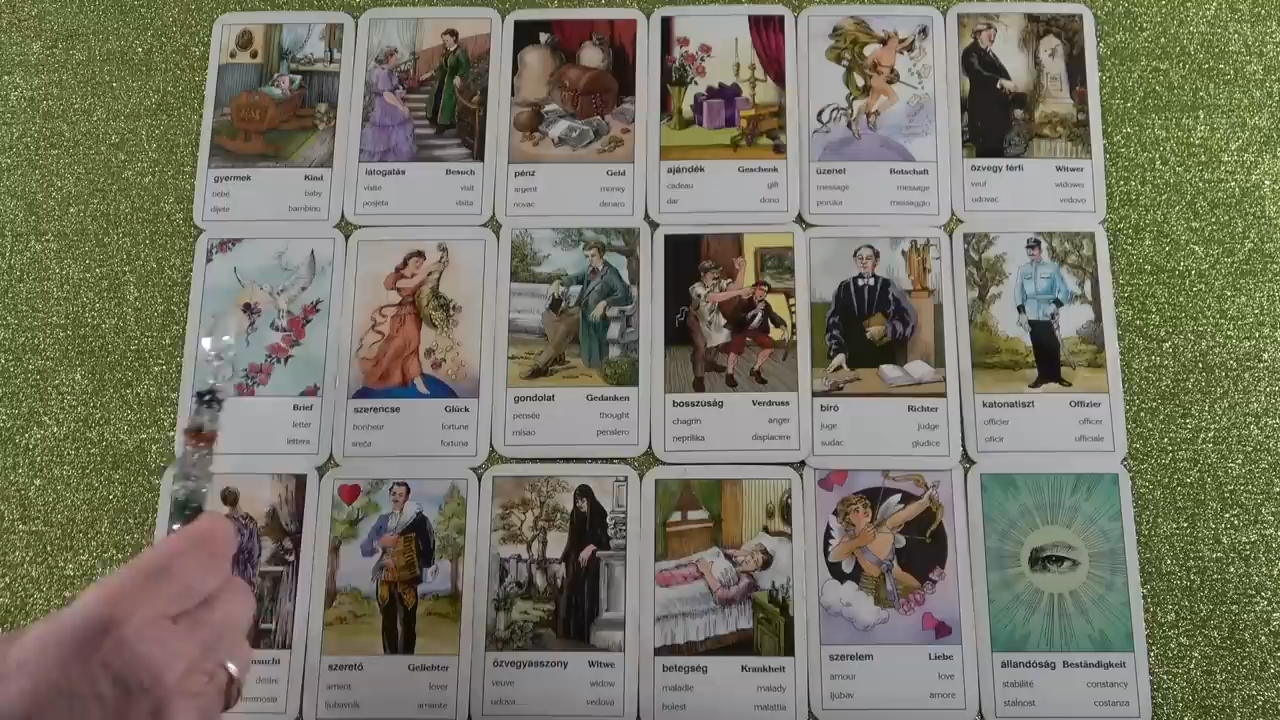 gyermek Kind
bébé baby
dijete bambino
látogatás Besuch
visite visit
posjeta visita
pénz Geld
argent money
novac denaro
ajándék Geschenk
cadeau gift
dar dono
üzenet Botschaft
message message
poruka messaggio
özvegy férfi Witwer
veuf widower
udovac vedovo
Brief
letter
lettera
szerencse Glück
bonheur fortune
sreća fortuna
gondolat Gedanken
pensée thought
misao pensiero
bosszúság Verdruss
chagrin anger
neprilika dispiacere
bíró Richter
juge judge
sudac giudice
katonatiszt Offizier
officier officer
oficir ufficiale
nsucht
desire
szerető Geliebter
amant lover
ljubavnik amante
özvegyasszony Witwe
veuve widow
udova vedova
betegség Krankheit
maladie malady
bolest malattia
szerelem Liebe
amour love
ljubav amore
állandóság Beständigkeit
stabilité constancy
stalnost costanza